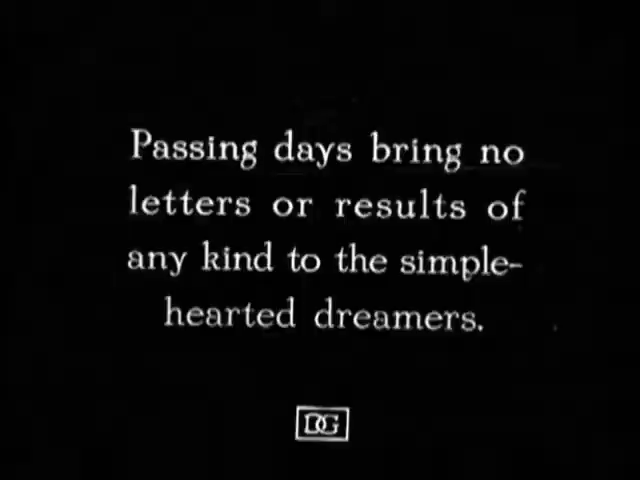 Passing days bring no
letters or results of
any kind to the simple-
hearted dreamers.
DG